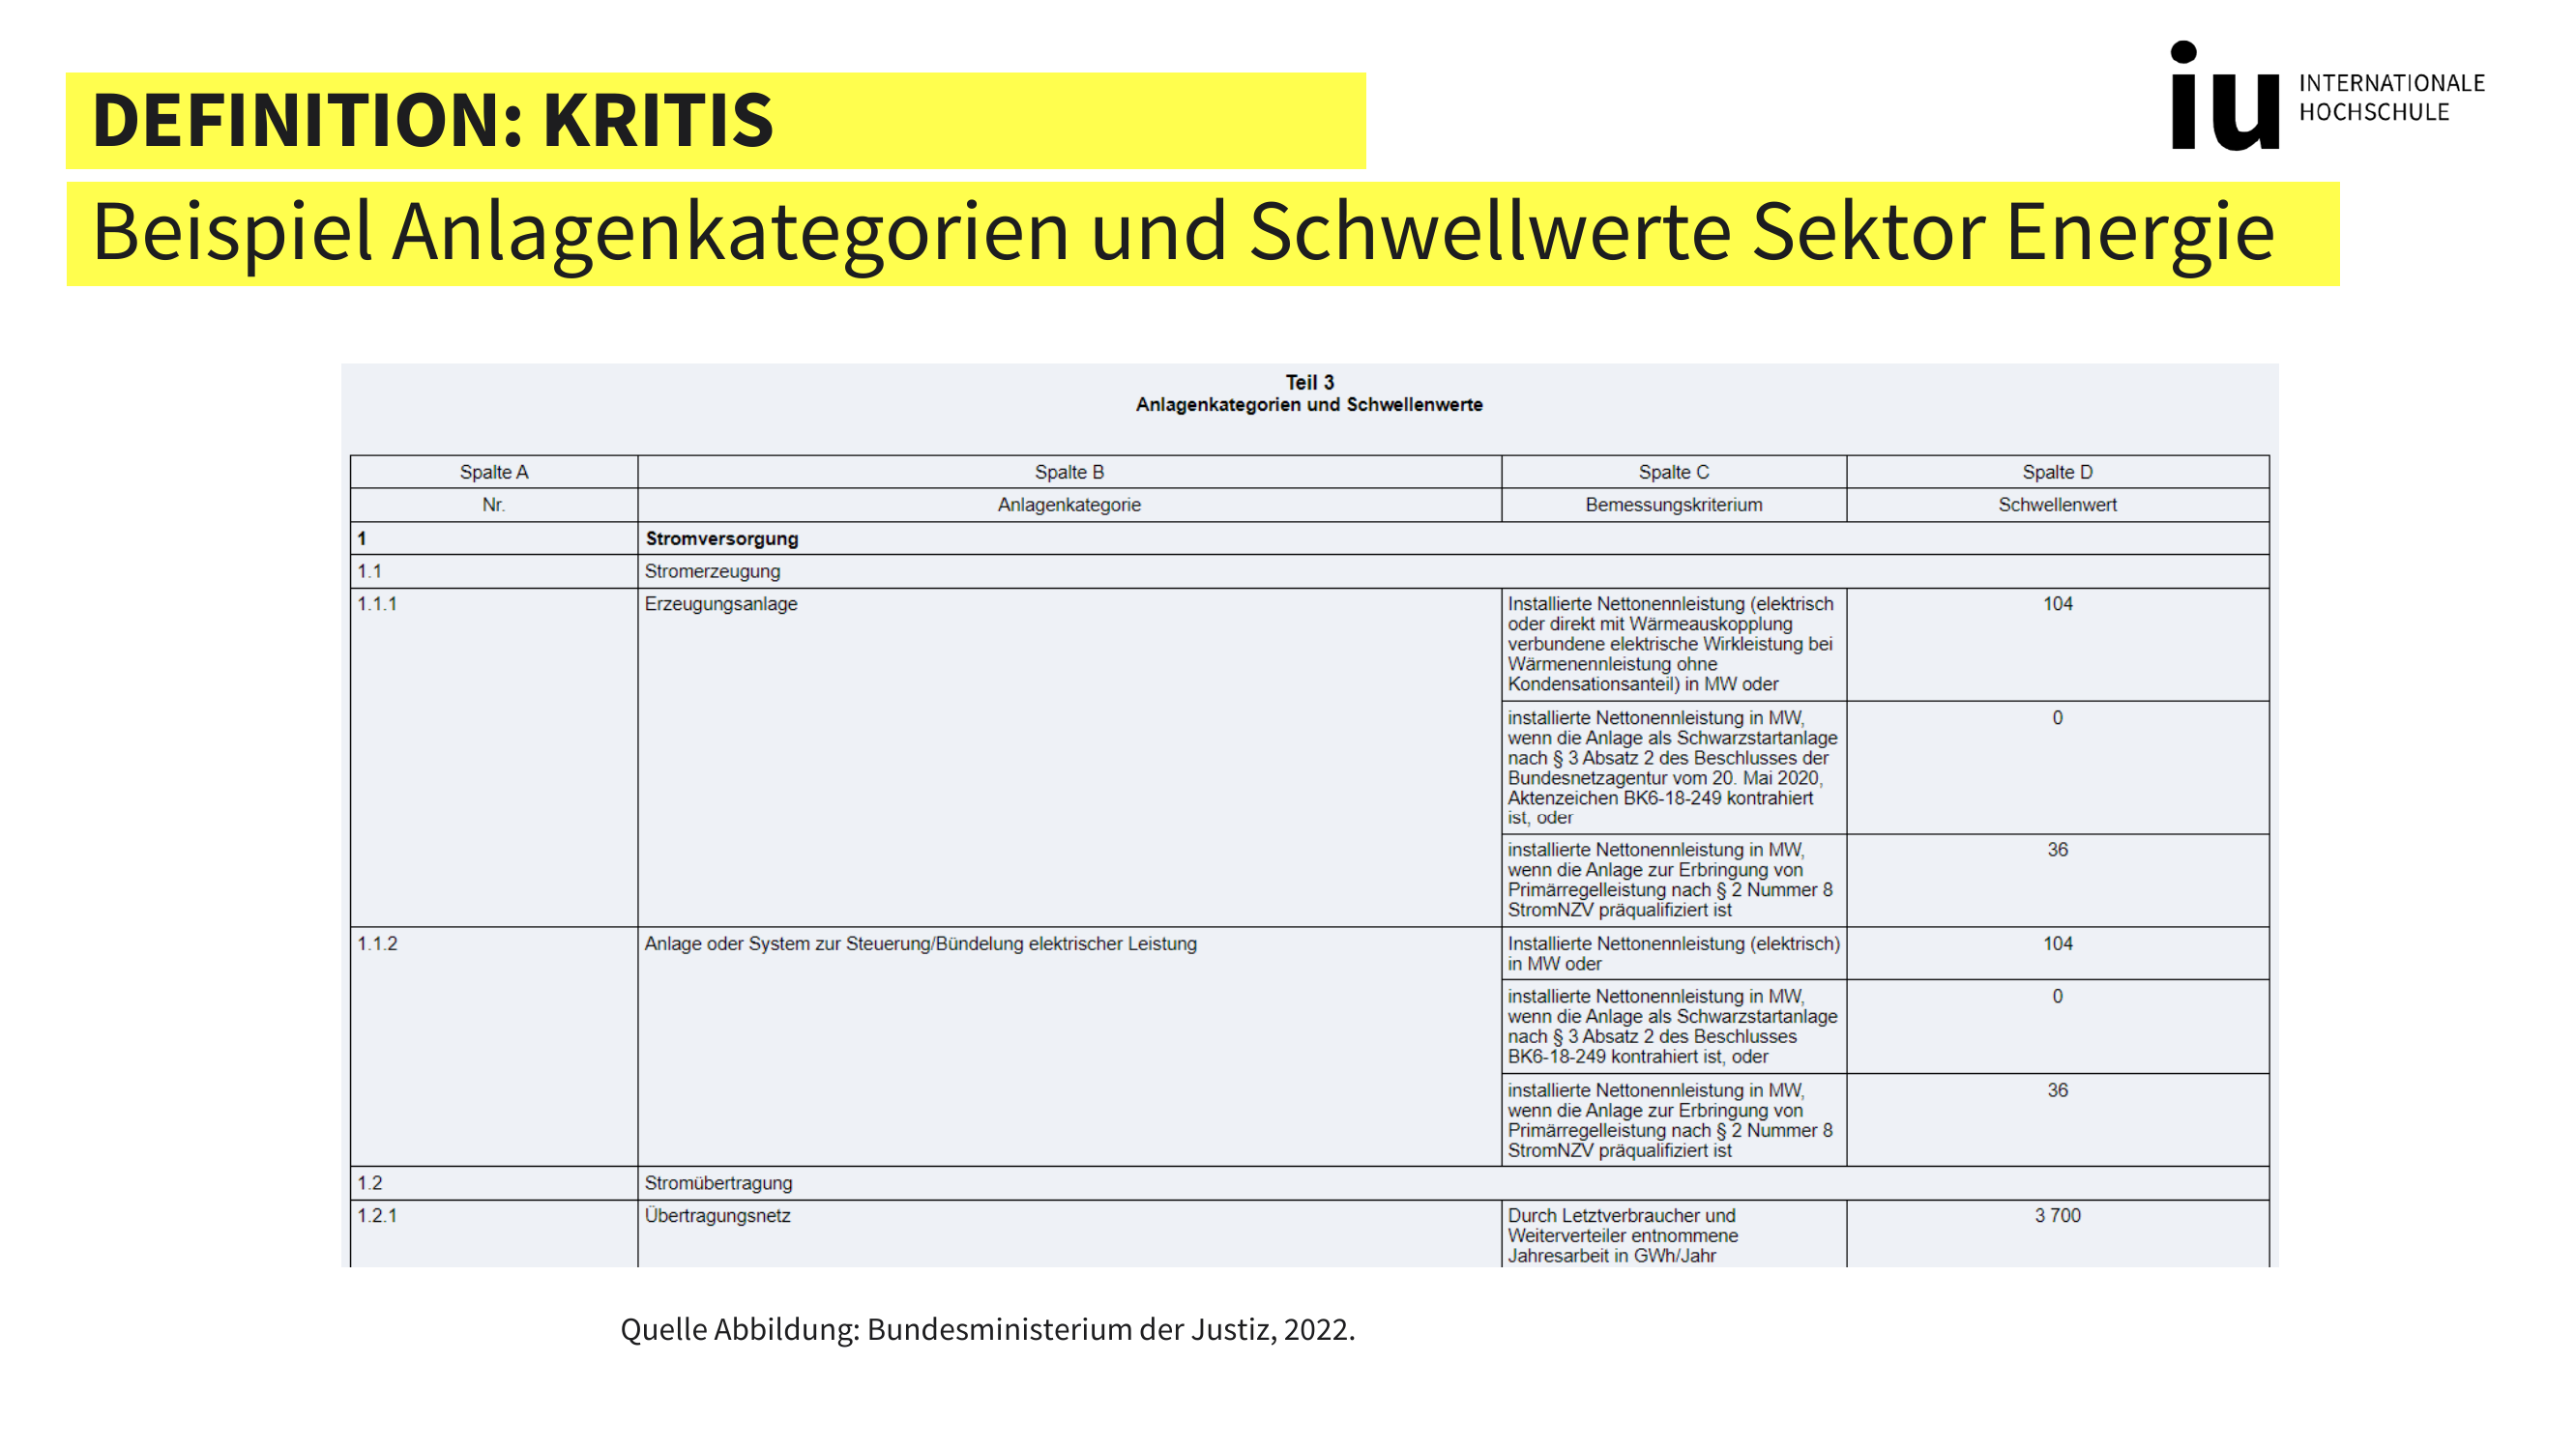 DEFINITION: KRITIS
iu INTERNATIONALE
HOCHSCHULE
Beispiel Anlagenkategorien und Schwellwerte Sektor Energie
Teil 3
Anlagenkategorien und Schwellenwerte
Spalte A Spalte B Spalte C Spalte D
Nr. Anlagenkategorie Bemessungskriterium Schwellenwert
1 Stromversorgung
1.1 Stromerzeugung
1.1.1 Erzeugungsanlage Installierte Nettonennleistung (elektrisch 104
oder direkt mit Wärmeauskopplung
verbundene elektrische Wirkleistung bei
Wärmenennleistung ohne
Kondensationsanteil) in MW oder
installierte Nettonennleistung in MW, 0
wenn die Anlage als Schwarzstartanlage
nach § 3 Absatz 2 des Beschlusses der
Bundesnetzagentur vom 20. Mai 2020,
Aktenzeichen BK6-18-249 kontrahiert
ist, oder
installierte Nettonennleistung in MW, 36
wenn die Anlage zur Erbringung von
Primärregelleistung nach § 2 Nummer 8
StromNZV präqualifiziert ist
1.1.2 Anlage oder System zur Steuerung/Bündelung elektrischer Leistung Installierte Nettonennleistung (elektrisch) 104
in MW oder
installierte Nettonennleistung in MW, 0
wenn die Anlage als Schwarzstartanlage
nach § 3 Absatz 2 des Beschlusses
BK6-18-249 kontrahiert ist, oder
installierte Nettonennleistung in MW, 36
wenn die Anlage zur Erbringung von
Primärregelleistung nach § 2 Nummer 8
StromNZV präqualifiziert ist
1.2 Stromübertragung
1.2.1 Übertragungsnetz Durch Letztverbraucher und 3 700
Weiterverteiler entnommene
Jahresarbeit in GWh/Jahr
Quelle Abbildung: Bundesministerium der Justiz, 2022.